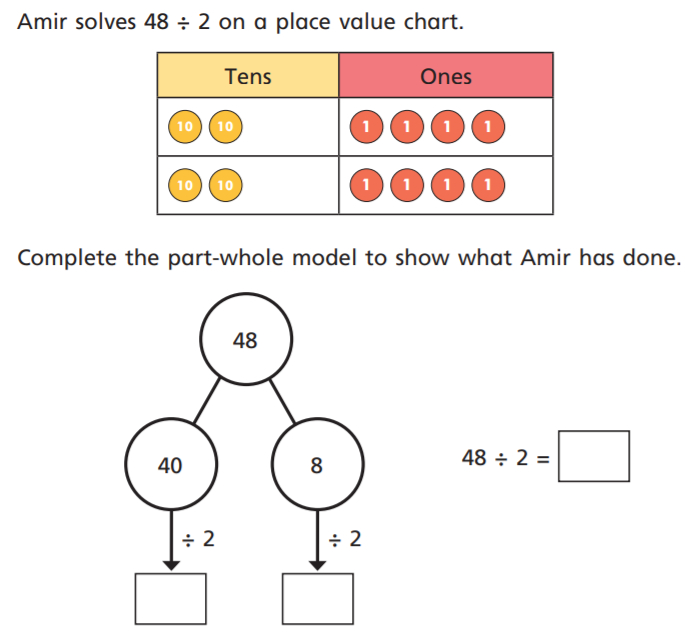 Amir solves 48 ÷ 2 on a place value chart.
Tens Ones
10 10 1 1 1 1
10 10 1 1 1 1
Complete the part-whole model to show what Amir has done.
48
40 8
48 ÷ 2 =
÷ 2 ÷ 2